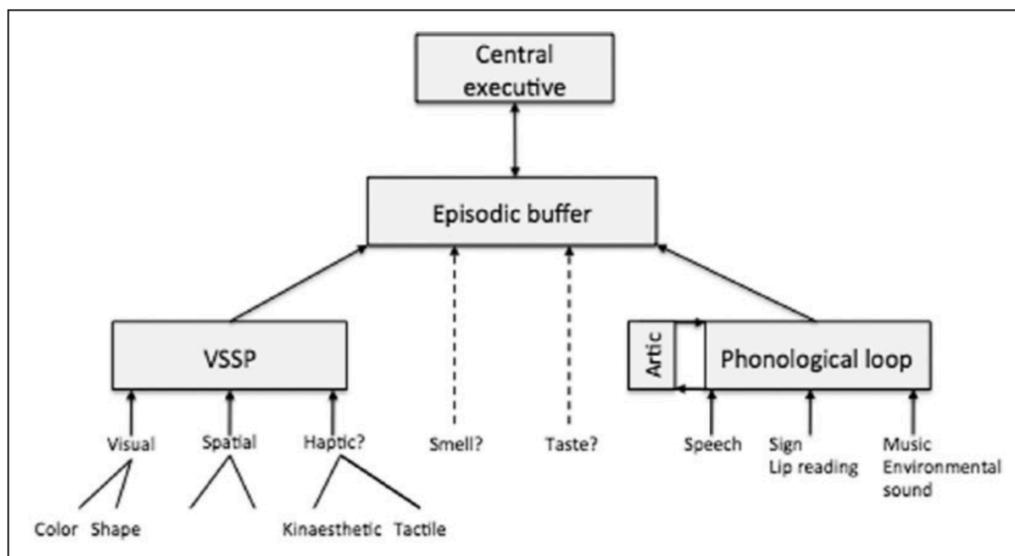 Central
executive
Episodic buffer
VSSP
Artic
Phonological loop
Visual
Spatial
Haptic?
Smell?
Taste?
Speech
Sign
Lip reading
Music
Environmental
sound
Color
Shape
Kinaesthetic
Tactile